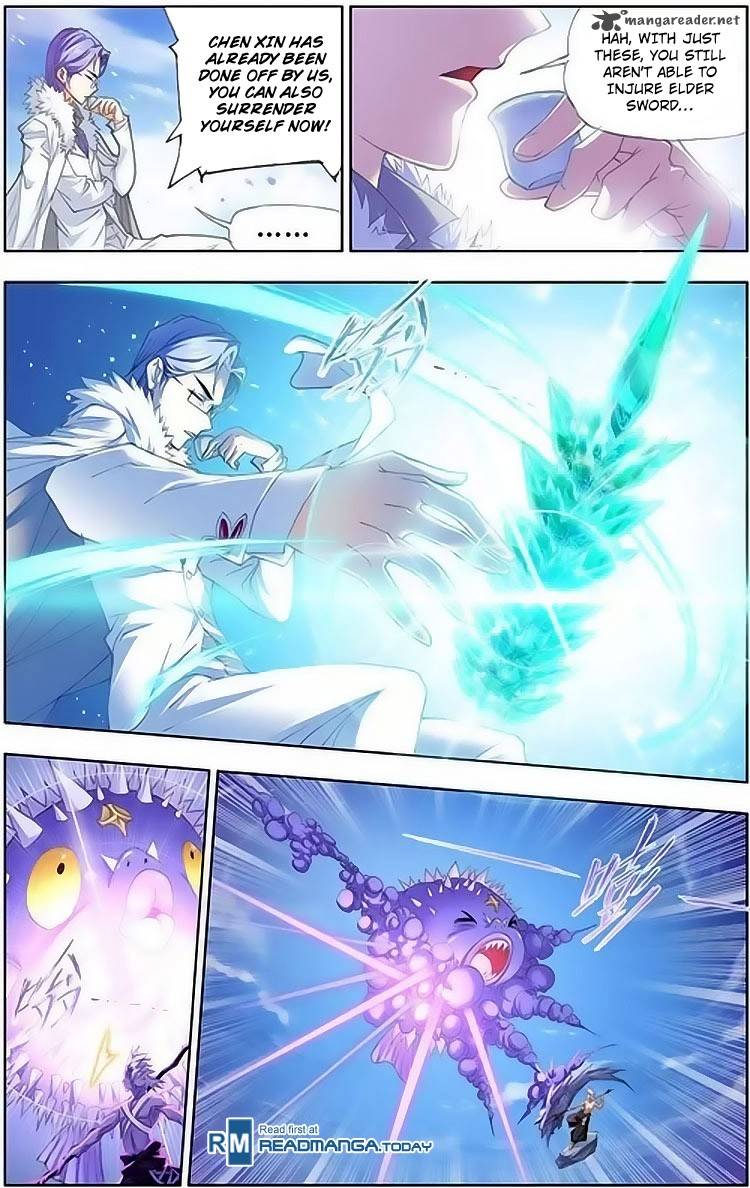 mangareader.net
CHEN XIN HAS
ALREADY BEEN
DONE OFF BY US,
YOU CAN ALSO
SURRENDER
YOURSELF NOW!
......
HAH, WITH JUST
THESE, YOU STILL
AREN'T ABLE TO
INJURE ELDER
SWORD...
RM
Read first at
READMANGA.TODAY